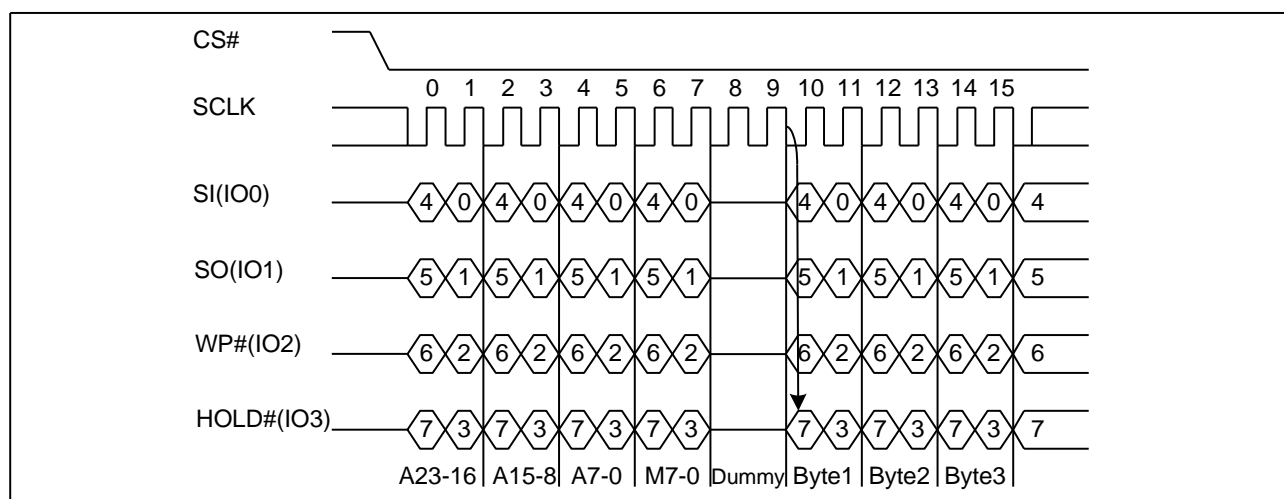 CS#
0 1 2 3 4 5 6 7 8 9 10 11 12 13 14 15
SCLK
SI(IO0) 4 0 4 0 4 0 4 0 4 0 4 0 4 0 4
SO(IO1) 5 1 5 1 5 1 5 1 5 1 5 1 5 1 5
WP#(IO2) 6 2 6 2 6 2 6 2 6 2 6 2 6 2 6
HOLD#(IO3) 7 3 7 3 7 3 7 3 7 3 7 3 7 3 7
A23-16 A15-8 A7-0 M7-0 Dummy Byte1 Byte2 Byte3